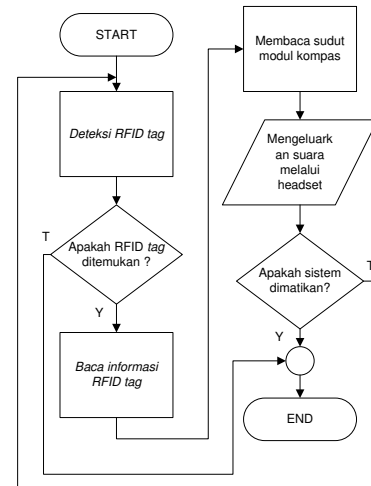 START
Deteksi RFID tag
Apakah RFID tag
ditemukan ?
T
Y
Baca informasi
RFID tag
Membaca sudut
modul kompas
Mengeluark
an suara
melalui
headset
Apakah sistem
dimatikan?
T
Y
END